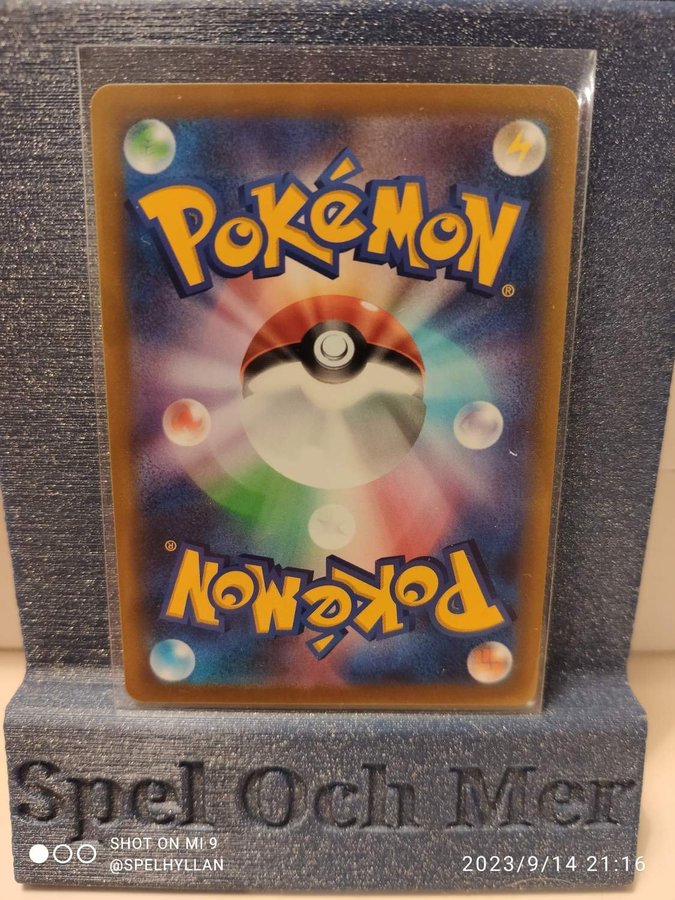 POKéMON
®
®
POKéMON
Spel Och Mer
SHOT ON MI 9
@SPELHYLLAN
2023/9/14 21:16